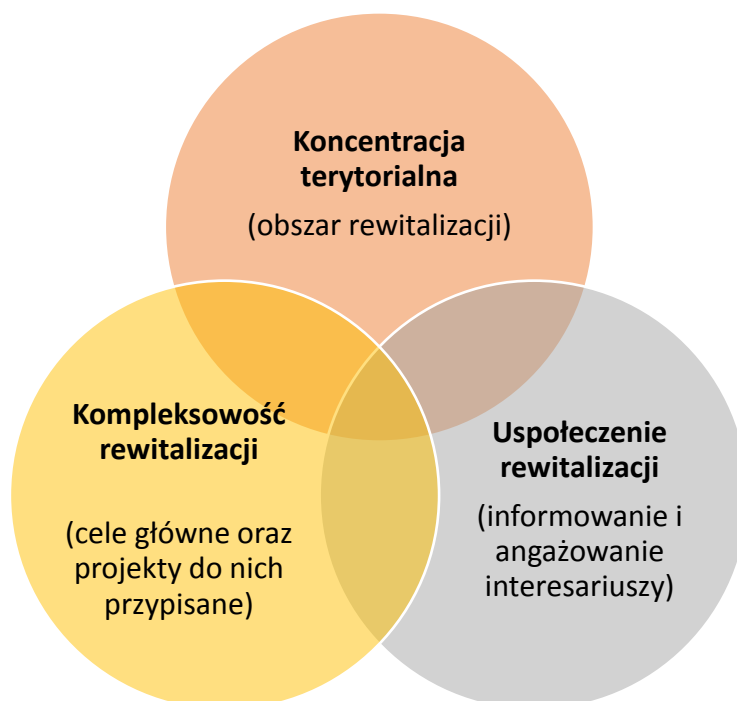 Koncentracja
terytorialna
(obszar rewitalizacji)
Kompleksowość
rewitalizacji
(cele główne oraz
projekty do nich
przypisane)
Uspołeczenie
rewitalizacji
(informowanie i
angażowanie
interesariuszy)